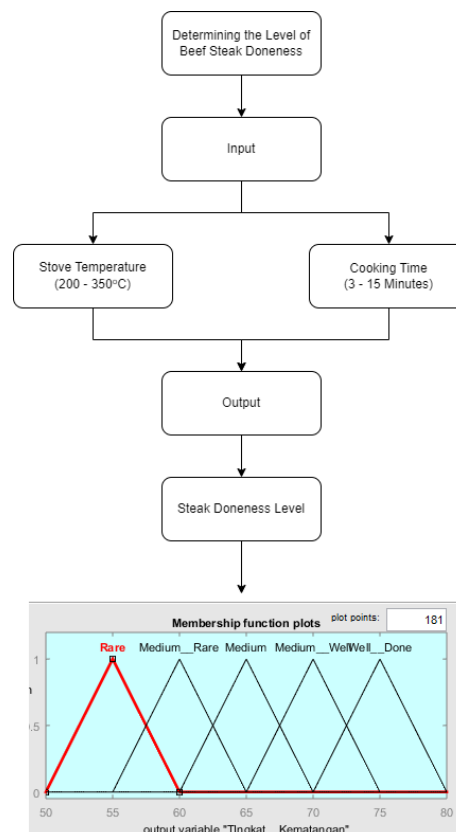 Determining the Level of
Beef Steak Doneness
Input
Stove Temperature
(200 - 350°C)
Cooking Time
(3 - 15 Minutes)
Output
Steak Doneness Level
Membership function plots
plot points:
181
Rare
Medium__Rare
Medium
Medium__Well
Well__Done
1
0.5
0
50
55
60
65
70
75
80
output variable "TIngkat__Kematangan"